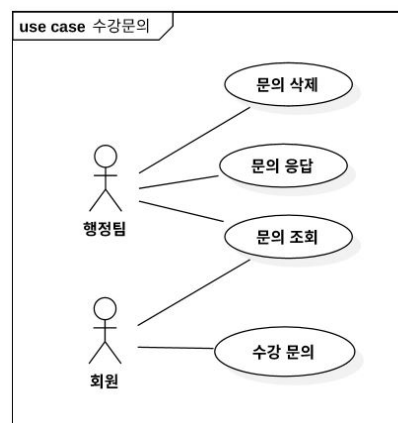 use case 수강문의
문의 삭제
문의 응답
행정팀
문의 조회
수강 문의
회원